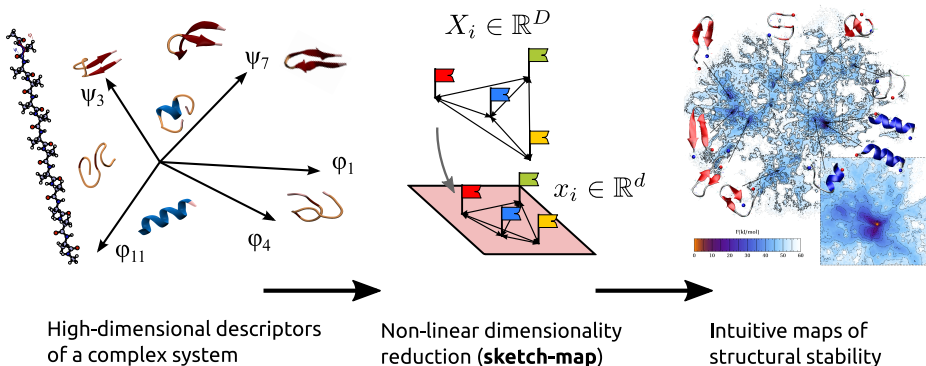 ψ7
ψ3
φ1
φ4
φ11
X_i ∈ ℝ^D
x_i ∈ ℝ^d
F(kJ/mol)
0 10 20 30 40 50 60
High-dimensional descriptors
of a complex system
Non-linear dimensionality
reduction (sketch-map)
Intuitive maps of
structural stability